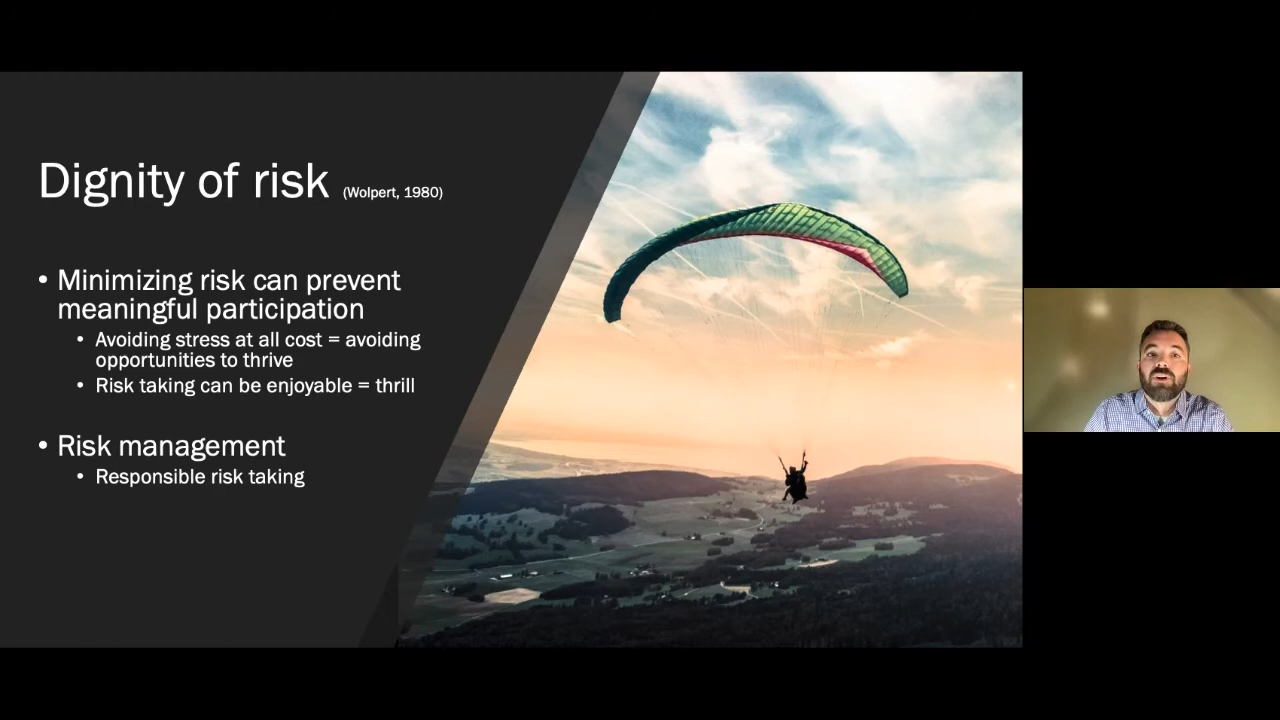 Dignity of risk (Wolpert, 1980)
• Minimizing risk can prevent
meaningful participation
• Avoiding stress at all cost = avoiding
opportunities to thrive
• Risk taking can be enjoyable = thrill
• Risk management
• Responsible risk taking